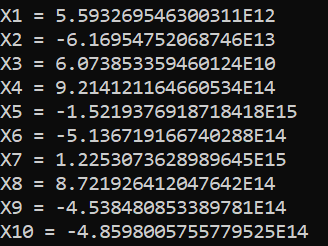 X1 = 5.593269546300311E12
X2 = -6.16954752068746E13
X3 = 6.073853359460124E10
X4 = 9.214121164660534E14
X5 = -1.5219376918718418E15
X6 = -5.136719166740288E14
X7 = 1.2253073628989645E15
X8 = 8.721926412047642E14
X9 = -4.538480853389781E14
X10 = -4.8598005755779525E14